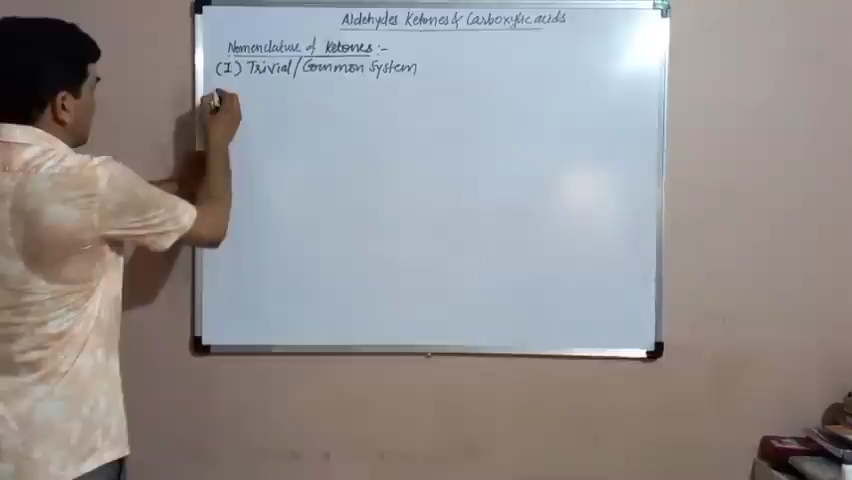 Aldehydes Ketones & Carboxylic acids
Nomenclature of Ketones :-
(I) Trivial/Common System